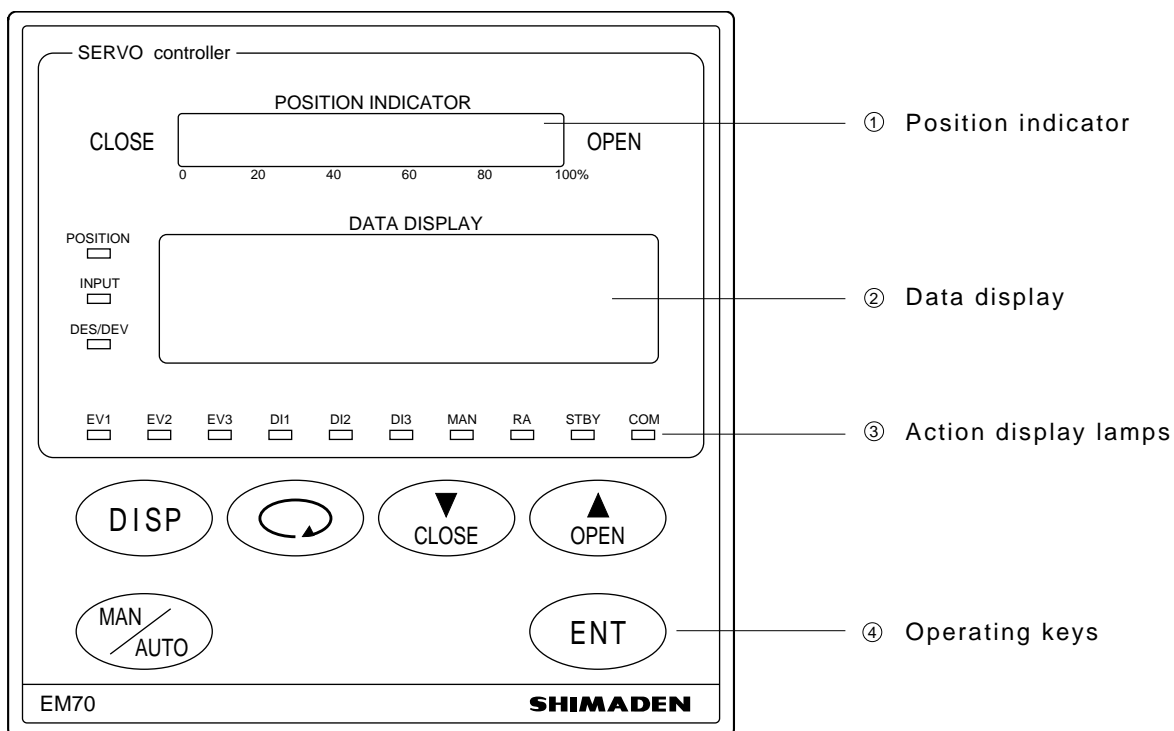 SERVO controller
POSITION INDICATOR
CLOSE
OPEN
0 20 40 60 80 100%
① Position indicator
DATA DISPLAY
POSITION
INPUT
DES/DEV
② Data display
EV1 EV2 EV3 DI1 DI2 DI3 MAN RA STBY COM
③ Action display lamps
DISP
▼
CLOSE
▲
OPEN
MAN/AUTO
ENT
④ Operating keys
EM70
SHIMADEN